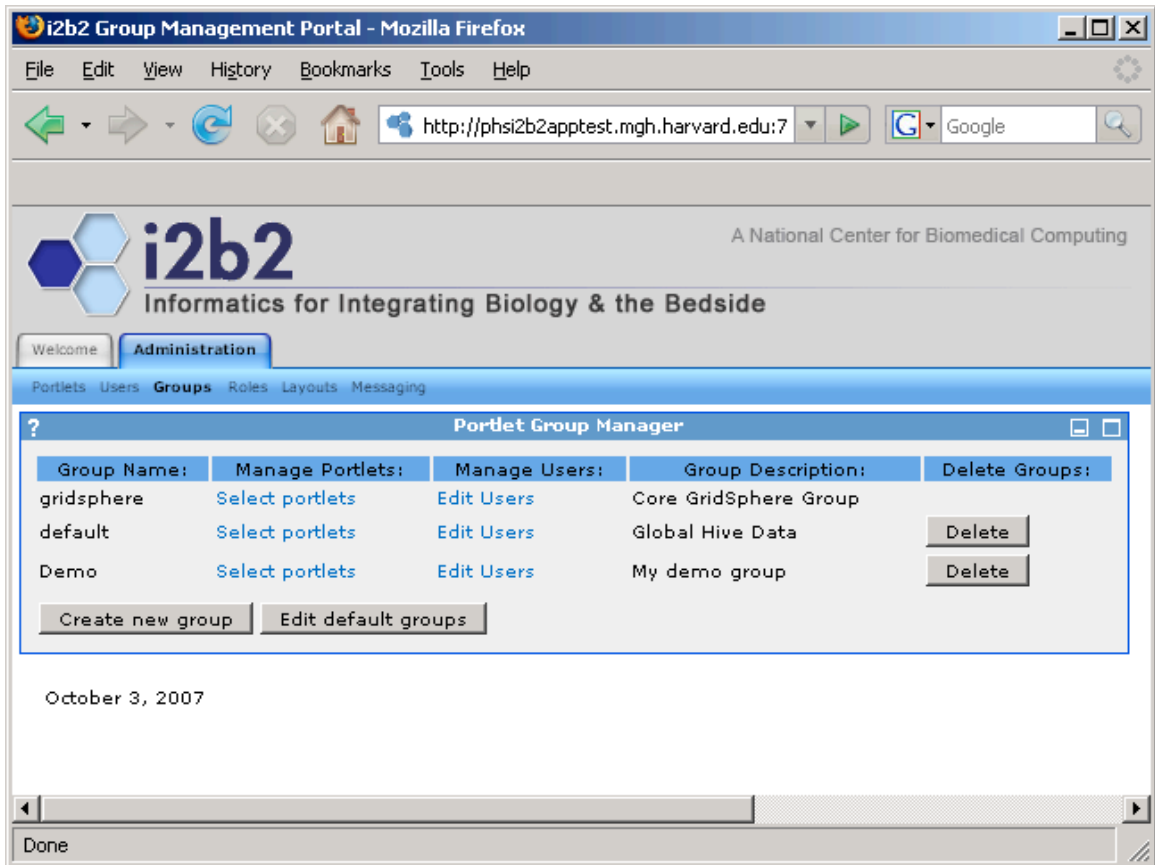 i2b2 Group Management Portal - Mozilla Firefox
File Edit View History Bookmarks Tools Help
http://phsi2b2apptest.mgh.harvard.edu:7 G Google
i2b2
A National Center for Biomedical Computing
Informatics for Integrating Biology & the Bedside
Welcome Administration
Portlets Users Groups Roles Layouts Messaging
? Portlet Group Manager
Group Name: Manage Portlets: Manage Users: Group Description: Delete Groups:
gridsphere Select portlets Edit Users Core GridSphere Group
default Select portlets Edit Users Global Hive Data Delete
Demo Select portlets Edit Users My demo group Delete
Create new group Edit default groups
October 3, 2007
Done